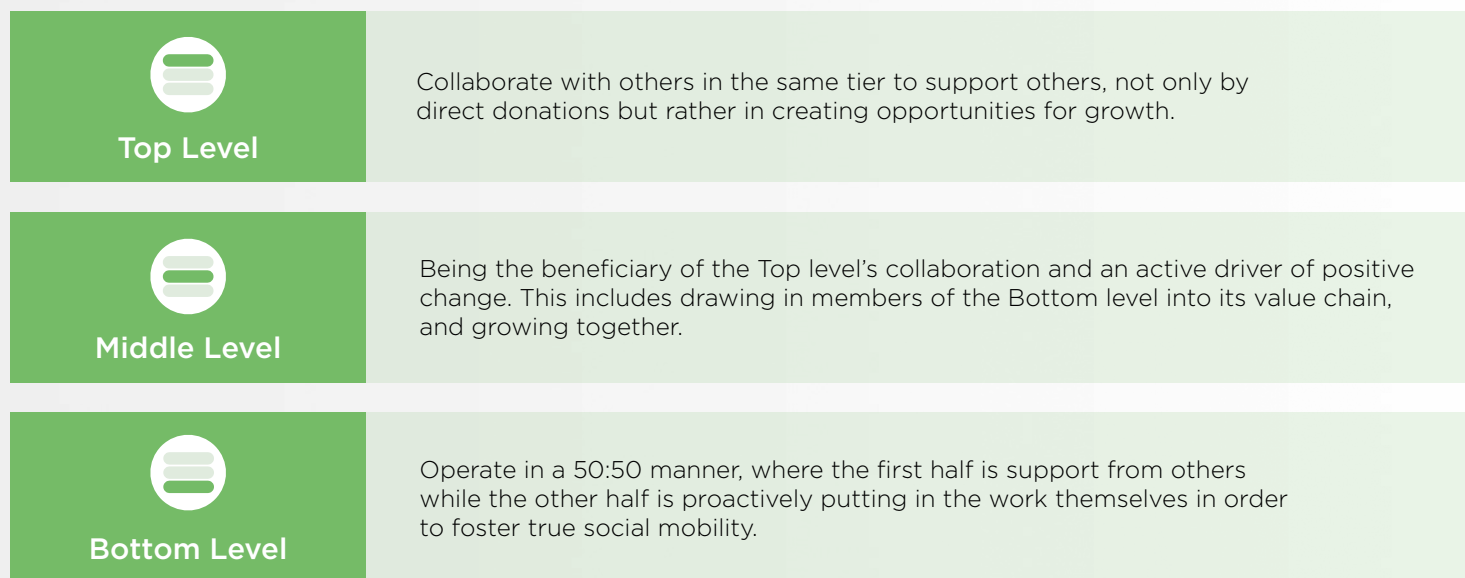 Top Level
Collaborate with others in the same tier to support others, not only by
direct donations but rather in creating opportunities for growth.
Middle Level
Being the beneficiary of the Top level’s collaboration and an active driver of positive
change. This includes drawing in members of the Bottom level into its value chain,
and growing together.
Bottom Level
Operate in a 50:50 manner, where the first half is support from others
while the other half is proactively putting in the work themselves in order
to foster true social mobility.